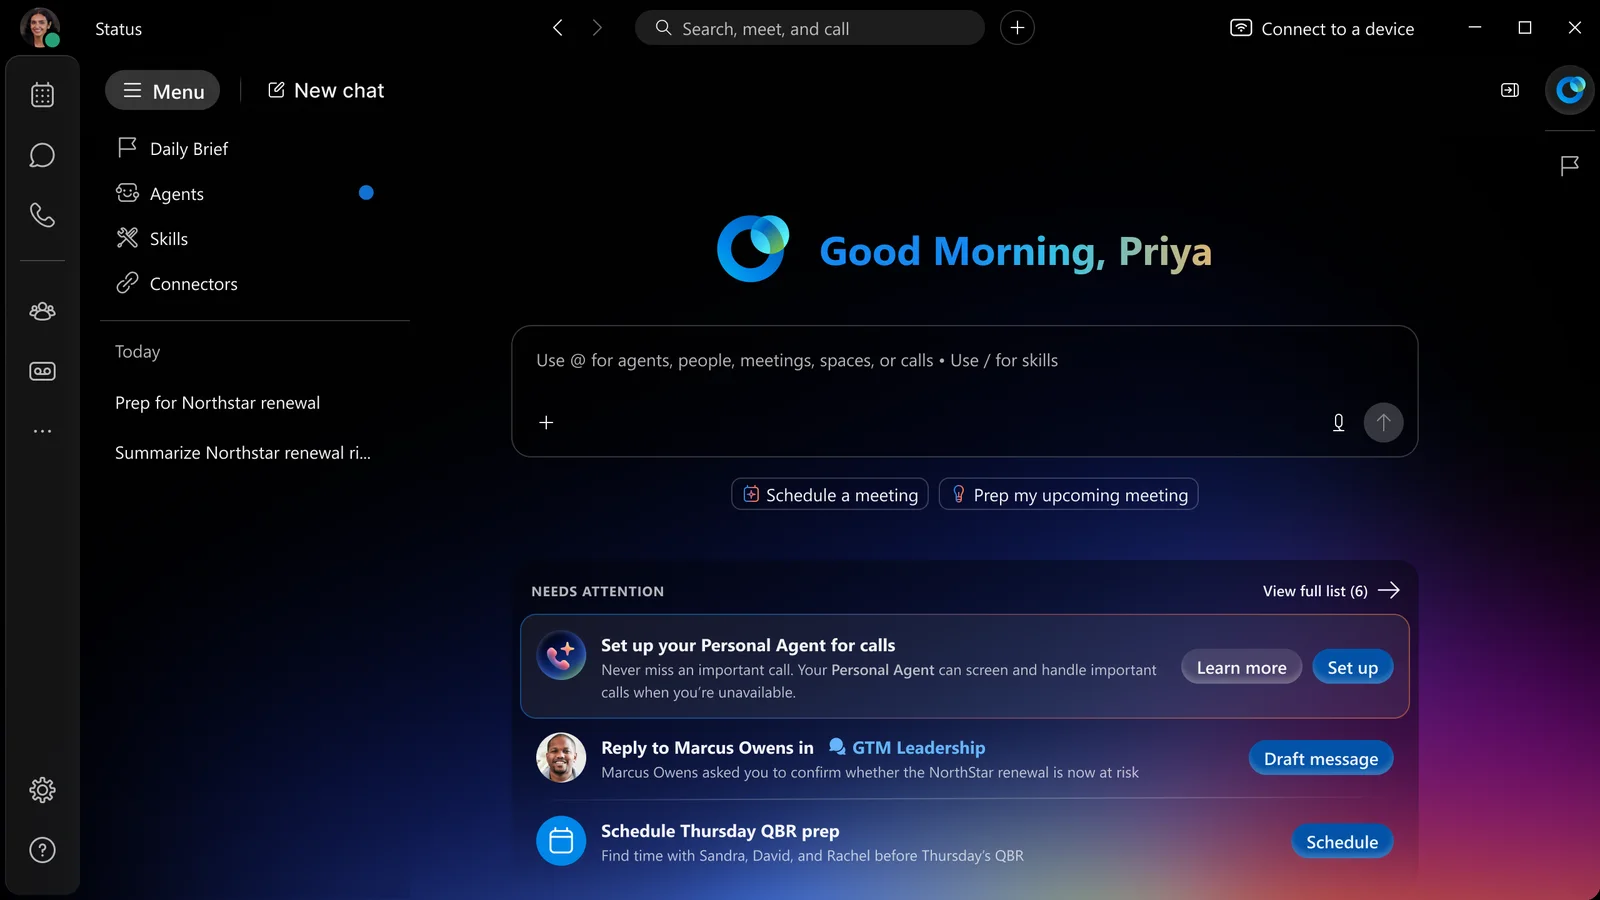 Status
Search, meet, and call
Connect to a device
Menu
New chat
Daily Brief
Agents
Skills
Connectors
Today
Prep for Northstar renewal
Summarize Northstar renewal ri...
Good Morning, Priya
Use @ for agents, people, meetings, spaces, or calls • Use / for skills
Schedule a meeting
Prep my upcoming meeting
NEEDS ATTENTION
View full list (6)
Set up your Personal Agent for calls
Never miss an important call. Your Personal Agent can screen and handle important
calls when you’re unavailable.
Learn more
Set up
Reply to Marcus Owens in GTM Leadership
Marcus Owens asked you to confirm whether the NorthStar renewal is now at risk
Draft message
Schedule Thursday QBR prep
Find time with Sandra, David, and Rachel before Thursday’s QBR
Schedule